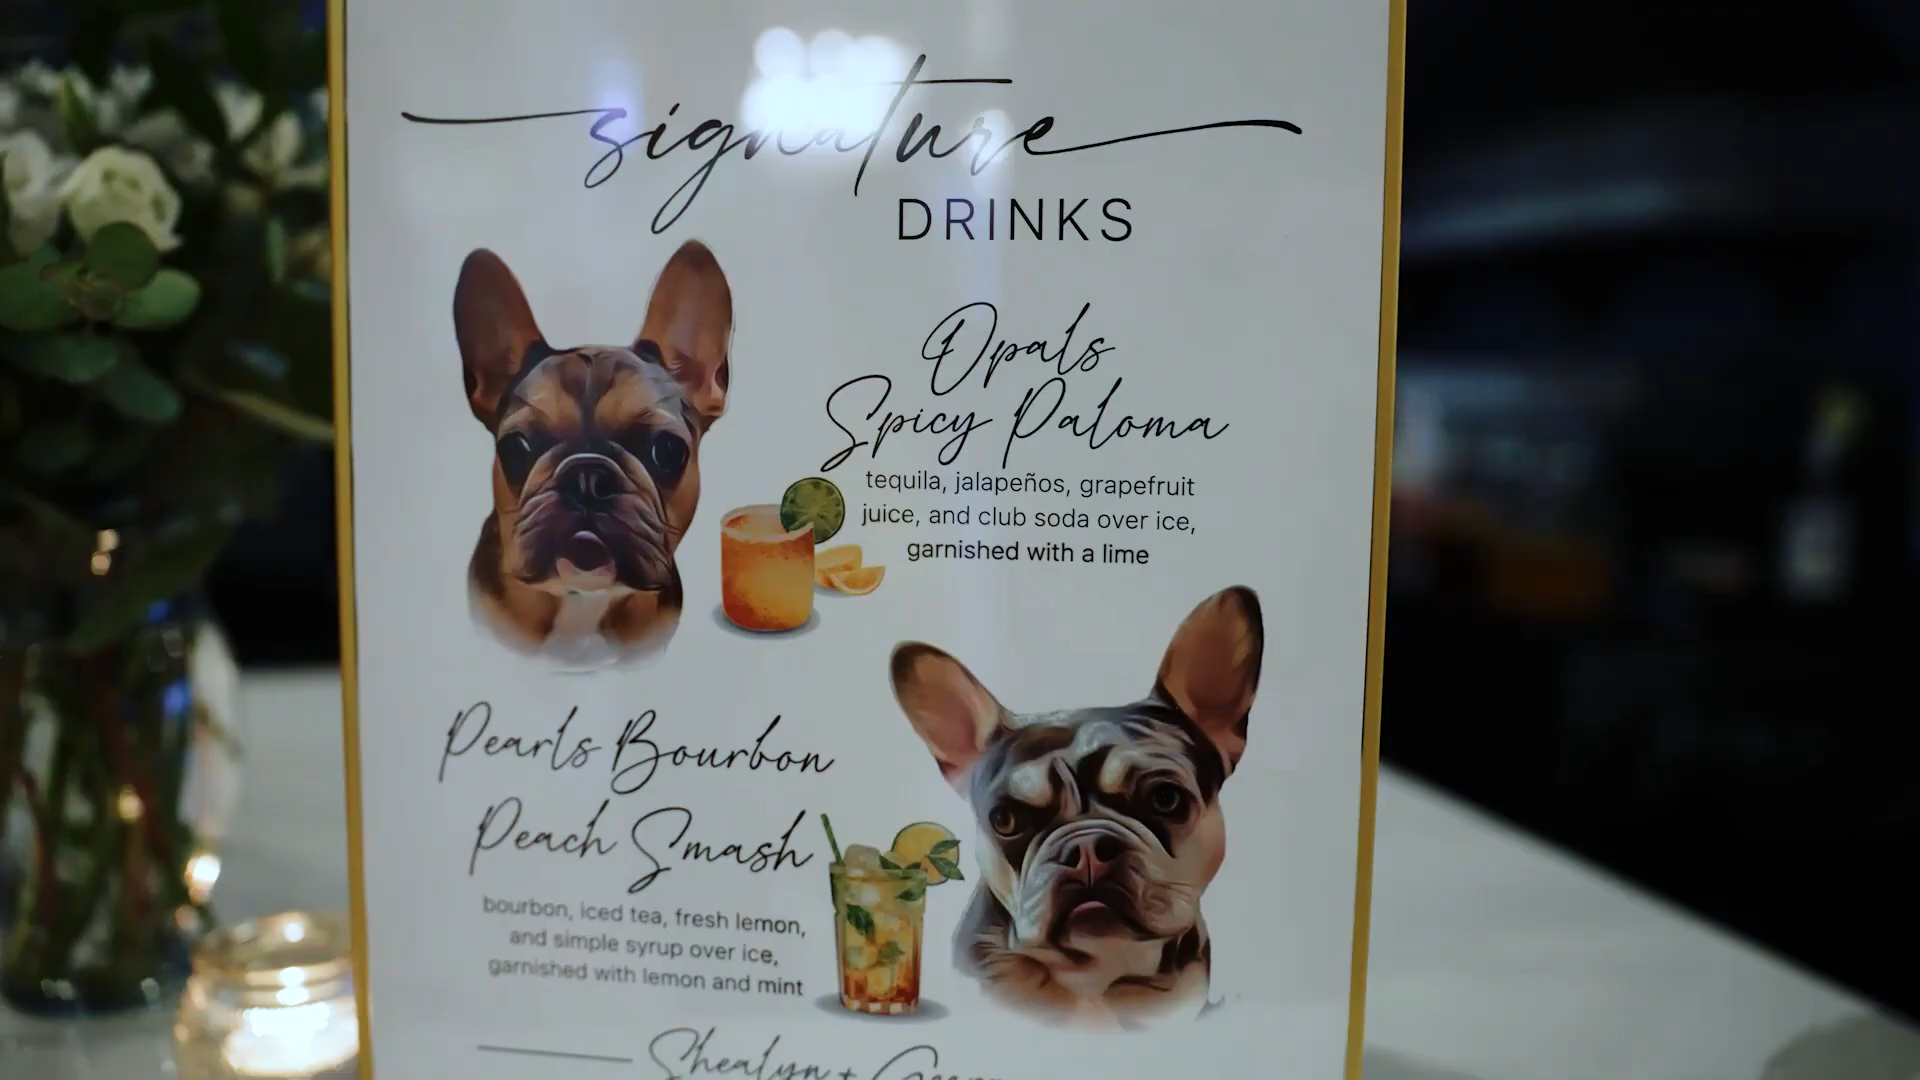 signature
DRINKS
Opals
Spicy Paloma
tequila, jalapeños, grapefruit
juice, and club soda over ice,
garnished with a lime
Pearls Bourbon
Peach Smash
bourbon, iced tea, fresh lemon,
and simple syrup over ice,
garnished with lemon and mint
Shealyn +